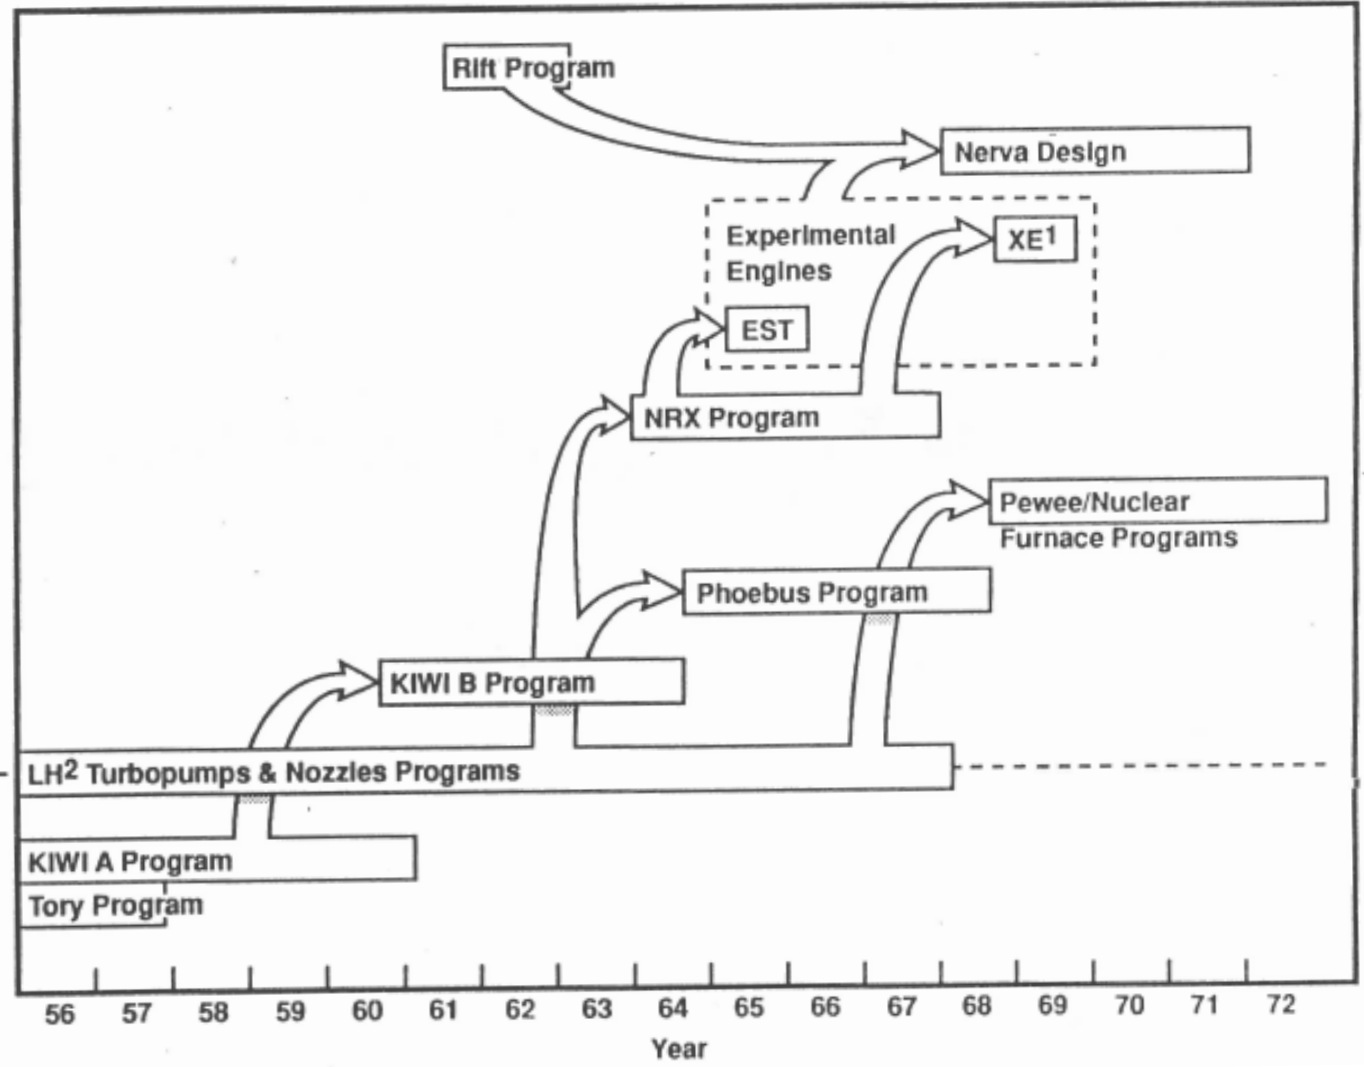 Rift Program
Nerva Design
Experimental
Engines
XE1
EST
NRX Program
Pewee/Nuclear
Furnace Programs
Phoebus Program
KIWI B Program
LH2 Turbopumps & Nozzles Programs
KIWI A Program
Tory Program
56 57 58 59 60 61 62 63 64 65 66 67 68 69 70 71 72
Year